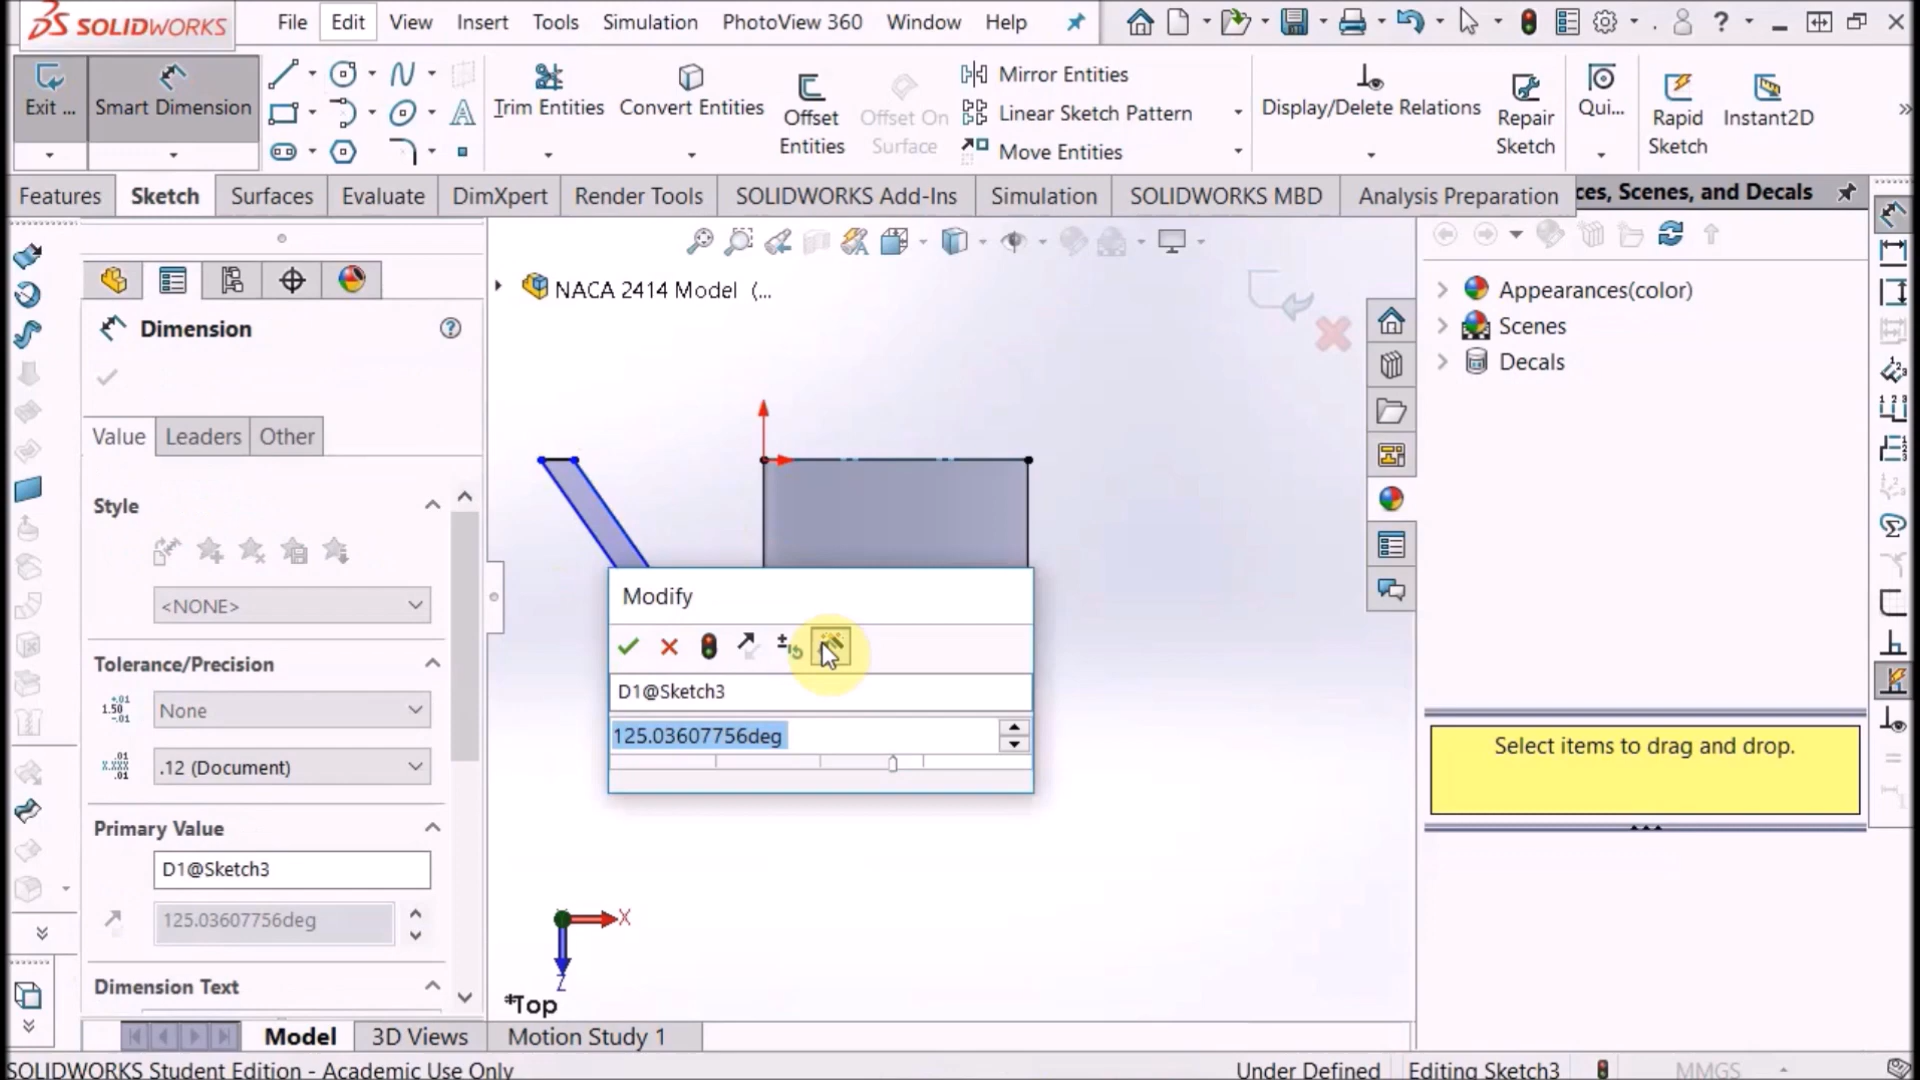 SOLIDWORKS
File Edit View Insert Tools Simulation PhotoView 360 Window Help
Exit ...
Smart Dimension
Trim Entities
Convert Entities
Offset
Entities
Offset On
Surface
Mirror Entities
Linear Sketch Pattern
Move Entities
Display/Delete Relations
Repair
Sketch
Qui...
Rapid
Sketch
Instant2D
Features Sketch Surfaces Evaluate DimXpert Render Tools SOLIDWORKS Add-Ins Simulation SOLIDWORKS MBD Analysis Preparation
ces, Scenes, and Decals
NACA 2414 Model (...
Appearances(color)
Scenes
Decals
Dimension
Value Leaders Other
Style
<NONE>
Tolerance/Precision
None
.12 (Document)
Primary Value
D1@Sketch3
125.03607756deg
Dimension Text
Modify
D1@Sketch3
125.03607756deg
Select items to drag and drop.
X
Z
*Top
Model 3D Views Motion Study 1
SOLIDWORKS Student Edition - Academic Use Only
Under Defined Editing Sketch3 MMGS